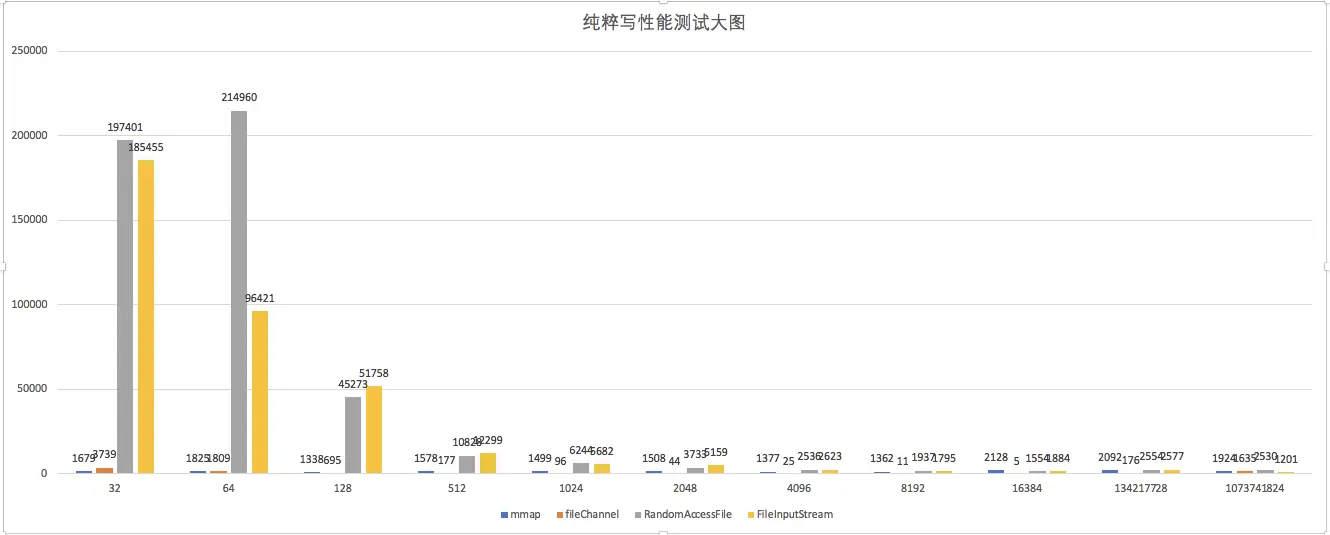 纯粹写性能测试大图
250000
200000
150000
100000
50000
0
1679 3739 197401 185455
1825 1809 214960 96421
1338 695 45273 51758
1578 177 10828 12299
1499 96 6244 5682
1508 44 3733 5159
1377 25 2536 2623
1362 11 1937 1795
2128 5 1554 1884
2092 176 2554 2577
1924 1635 2530 1201
32 64 128 512 1024 2048 4096 8192 16384 134217728 1073741824
mmap fileChannel RandomAccessFile FileInputStream